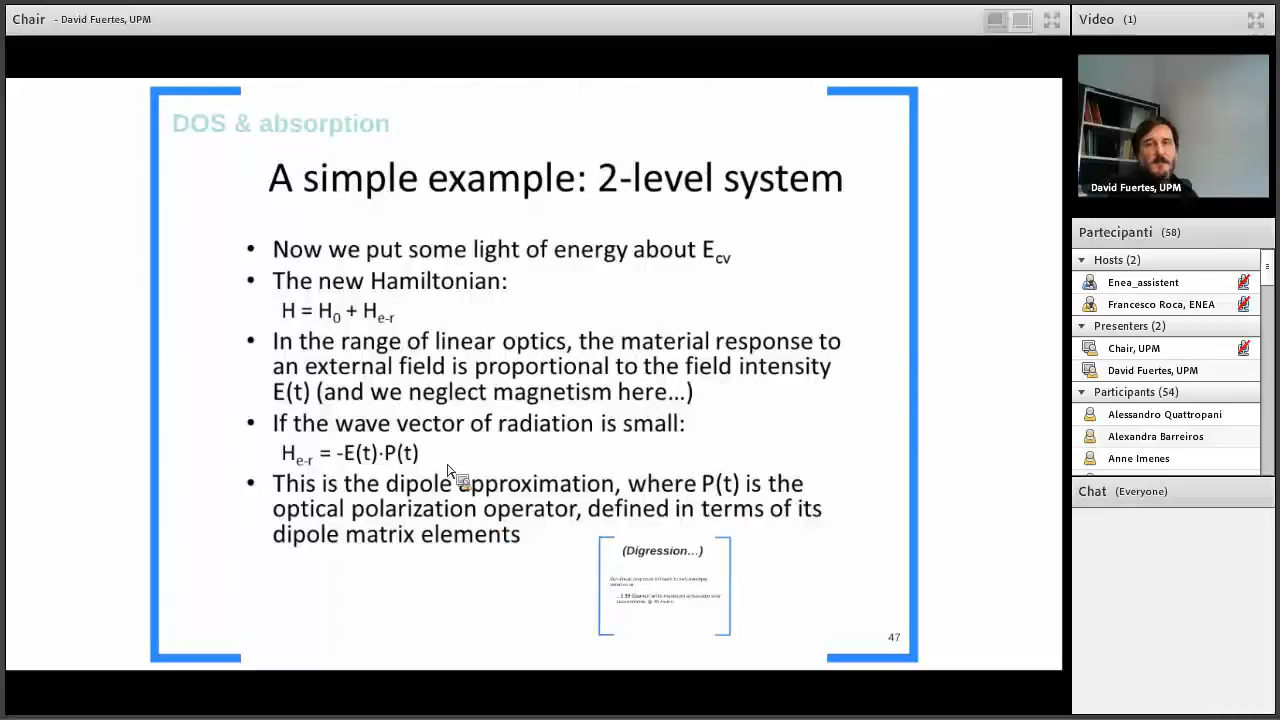 Chair - David Fuertes, UPM
Video (1)
David Fuertes, UPM
Partecipanti (58)
Hosts (2)
Enea_assistent
Francesco Roca, ENEA
Presenters (2)
Chair, UPM
David Fuertes, UPM
Participants (54)
Alessandro Quattropani
Alexandra Barreiros
Anne Imenes
Chat (Everyone)
DOS & absorption
A simple example: 2-level system
• Now we put some light of energy about Ecv
• The new Hamiltonian:
H = H0 + He-r
• In the range of linear optics, the material response to
an external field is proportional to the field intensity
E(t) (and we neglect magnetism here…)
• If the wave vector of radiation is small:
He-r = -E(t)·P(t)
• This is the dipole approximation, where P(t) is the
optical polarization operator, defined in terms of its
dipole matrix elements
(Digression…)
47